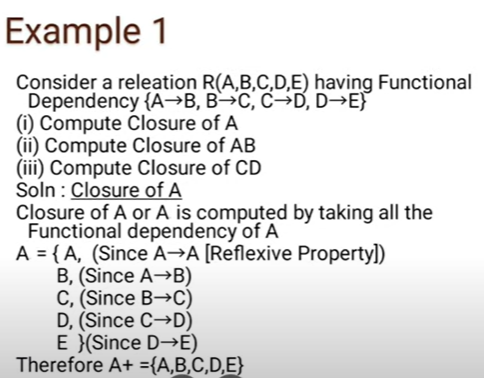 Example 1
Consider a releation R(A,B,C,D,E) having Functional
Dependency {A→B, B→C, C→D, D→E}
(i) Compute Closure of A
(ii) Compute Closure of AB
(iii) Compute Closure of CD
Soln : Closure of A
Closure of A or A is computed by taking all the
Functional dependency of A
A = { A, (Since A→A [Reflexive Property])
B, (Since A→B)
C, (Since B→C)
D, (Since C→D)
E }(Since D→E)
Therefore A+ ={A,B,C,D,E}